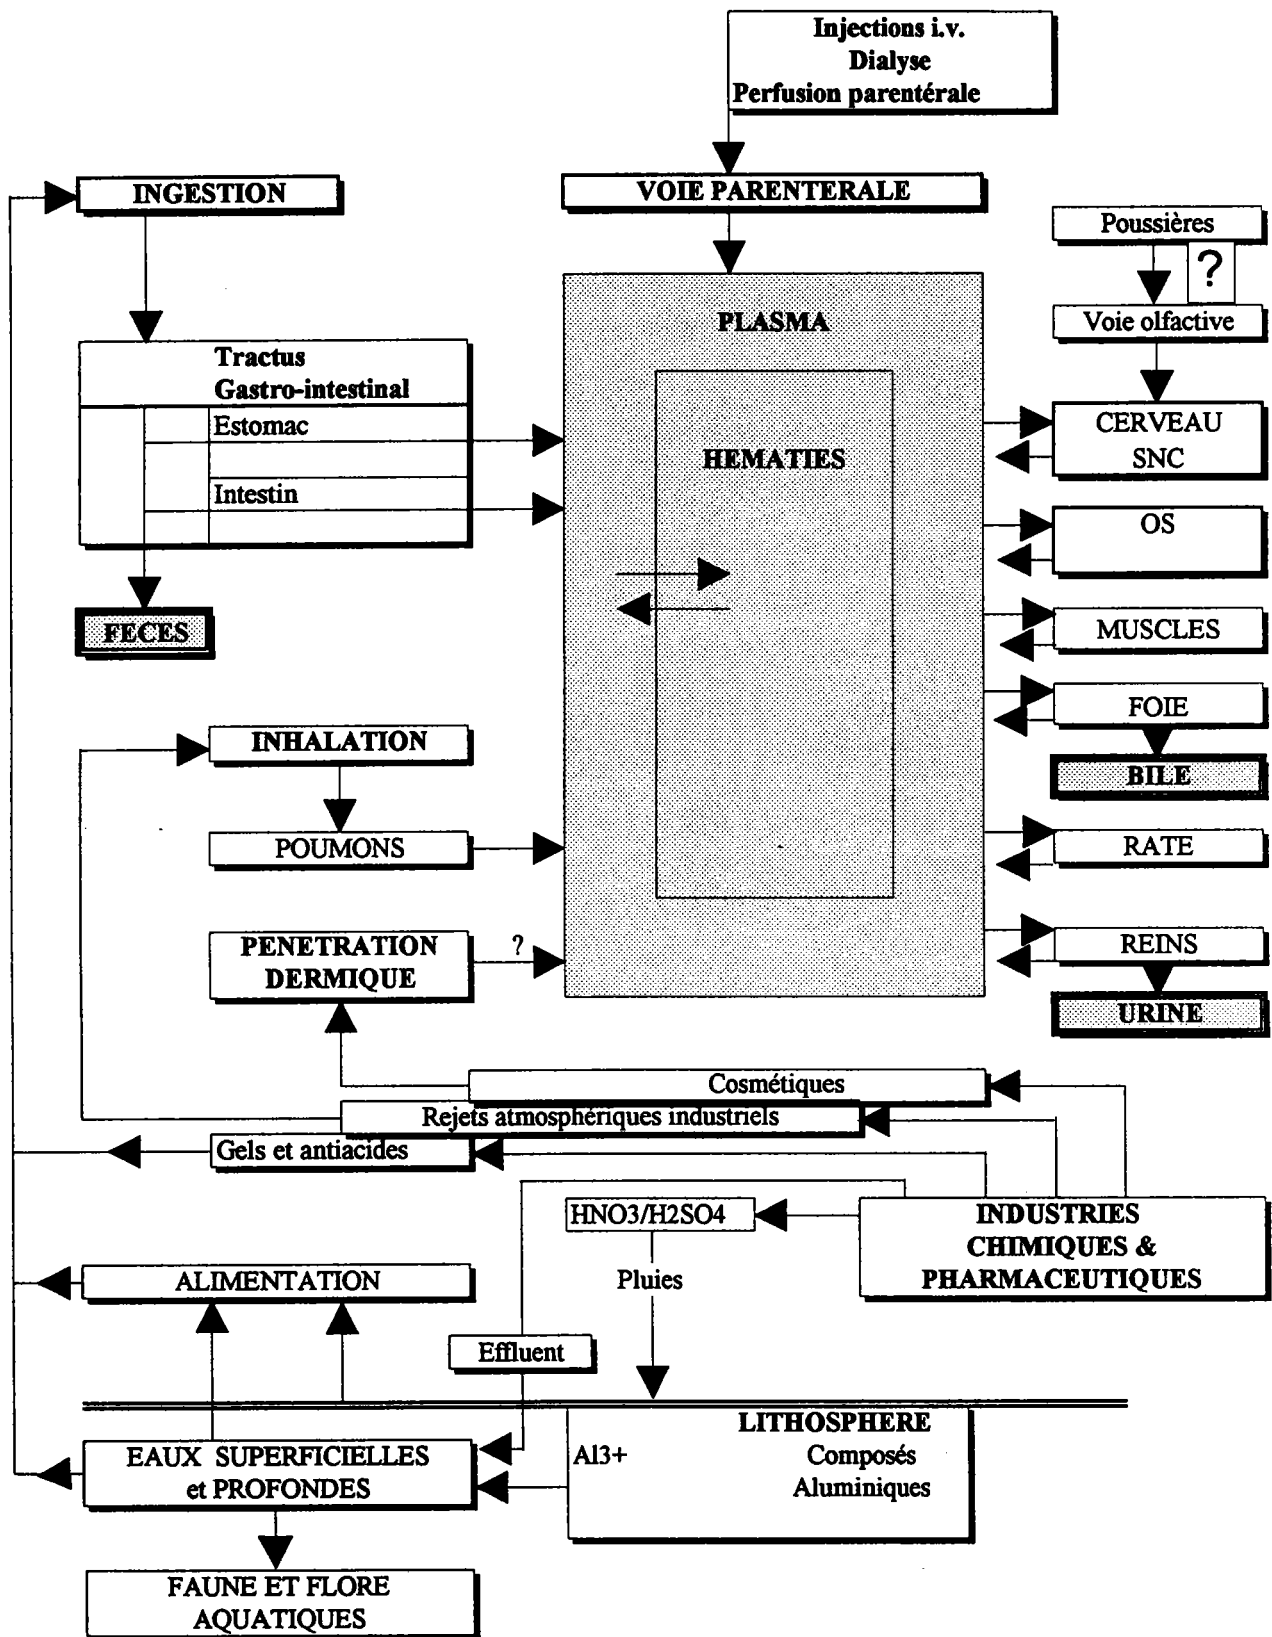 Injections i.v.
Dialyse
Perfusion parentérale
INGESTION
VOIE PARENTERALE
Poussières
?
Voie olfactive
PLASMA
Tractus
Gastro-intestinal
Estomac
Intestin
HEMATIES
CERVEAU
SNC
OS
FECES
MUSCLES
FOIE
BILE
INHALATION
POUMONS
RATE
PENETRATION
DERMIQUE
?
REINS
URINE
Cosmétiques
Rejets atmosphériques industriels
Gels et antiacides
HNO3/H2SO4
INDUSTRIES
CHIMIQUES &
PHARMACEUTIQUES
Pluies
ALIMENTATION
Effluent
LITHOSPHERE
Al3+ Composés
Aluminiques
EAUX SUPERFICIELLES
et PROFONDES
FAUNE ET FLORE
AQUATIQUES